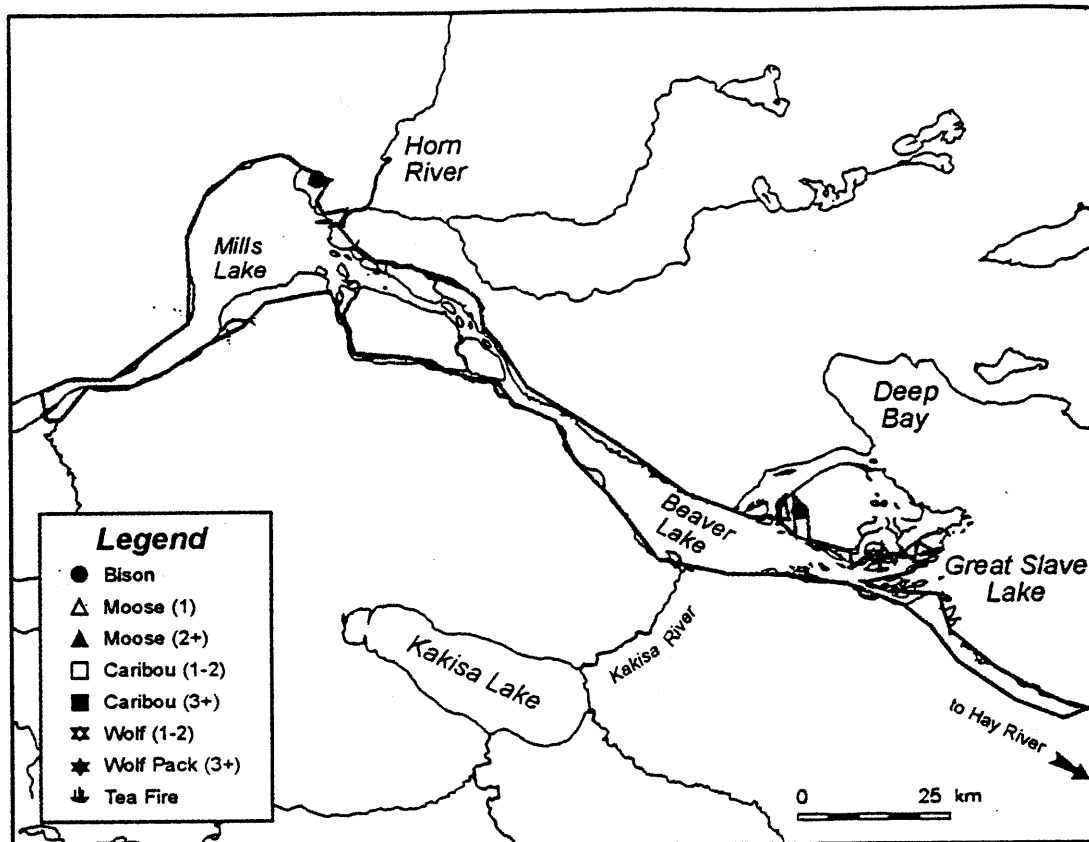 Horn
River
Mills
Lake
Deep
Bay
Beaver
Lake
Great Slave
Lake
Kakisa Lake
Kakisa River
to Hay River
Legend
Bison
Moose (1)
Moose (2+)
Caribou (1-2)
Caribou (3+)
Wolf (1-2)
Wolf Pack (3+)
Tea Fire
0 25 km